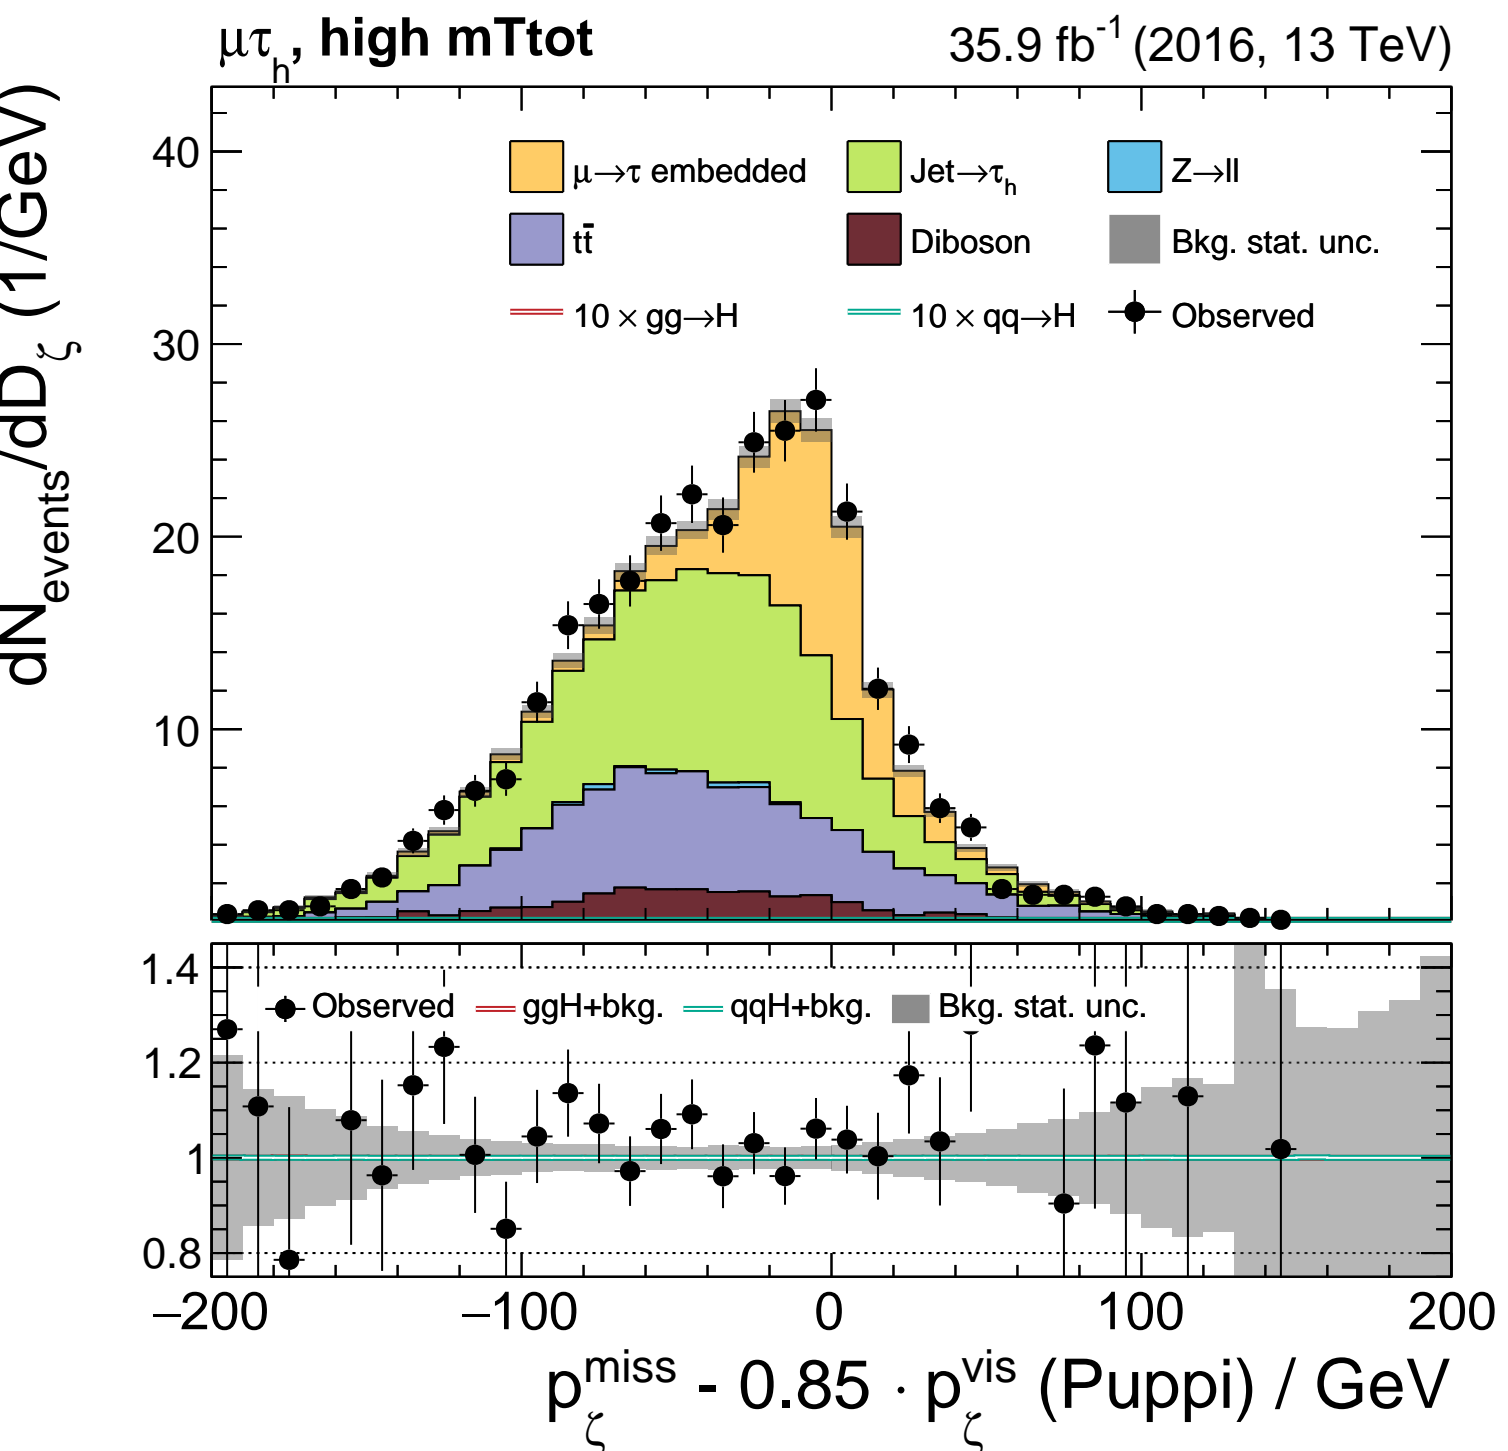 μτh, high mTtot 35.9 fb-1 (2016, 13 TeV)
dNevents/dDζ (1/GeV)
40
30
20
10
μ→τ embedded Jet→τh Z→ll
tt̄ Diboson Bkg. stat. unc.
10 × gg→H 10 × qq→H Observed
1.4
1.2
1
0.8
Observed ggH+bkg. qqH+bkg. Bkg. stat. unc.
−200 −100 0 100 200
pζmiss - 0.85 · pζvis (Puppi) / GeV